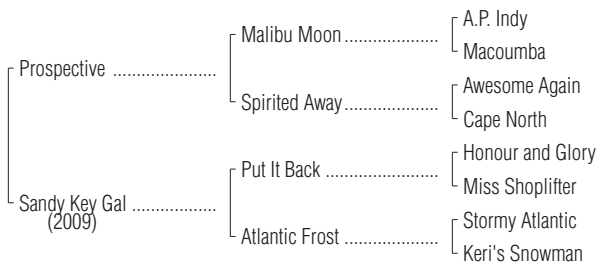 A.P. Indy
Malibu Moon ....................
Macoumba
Prospective ......................
Awesome Again
Spirited Away ....................
Cape North
Honour and Glory
Put It Back ........................
Miss Shoplifter
Sandy Key Gal ..................
(2009)
Stormy Atlantic
Atlantic Frost ....................
Keri's Snowman